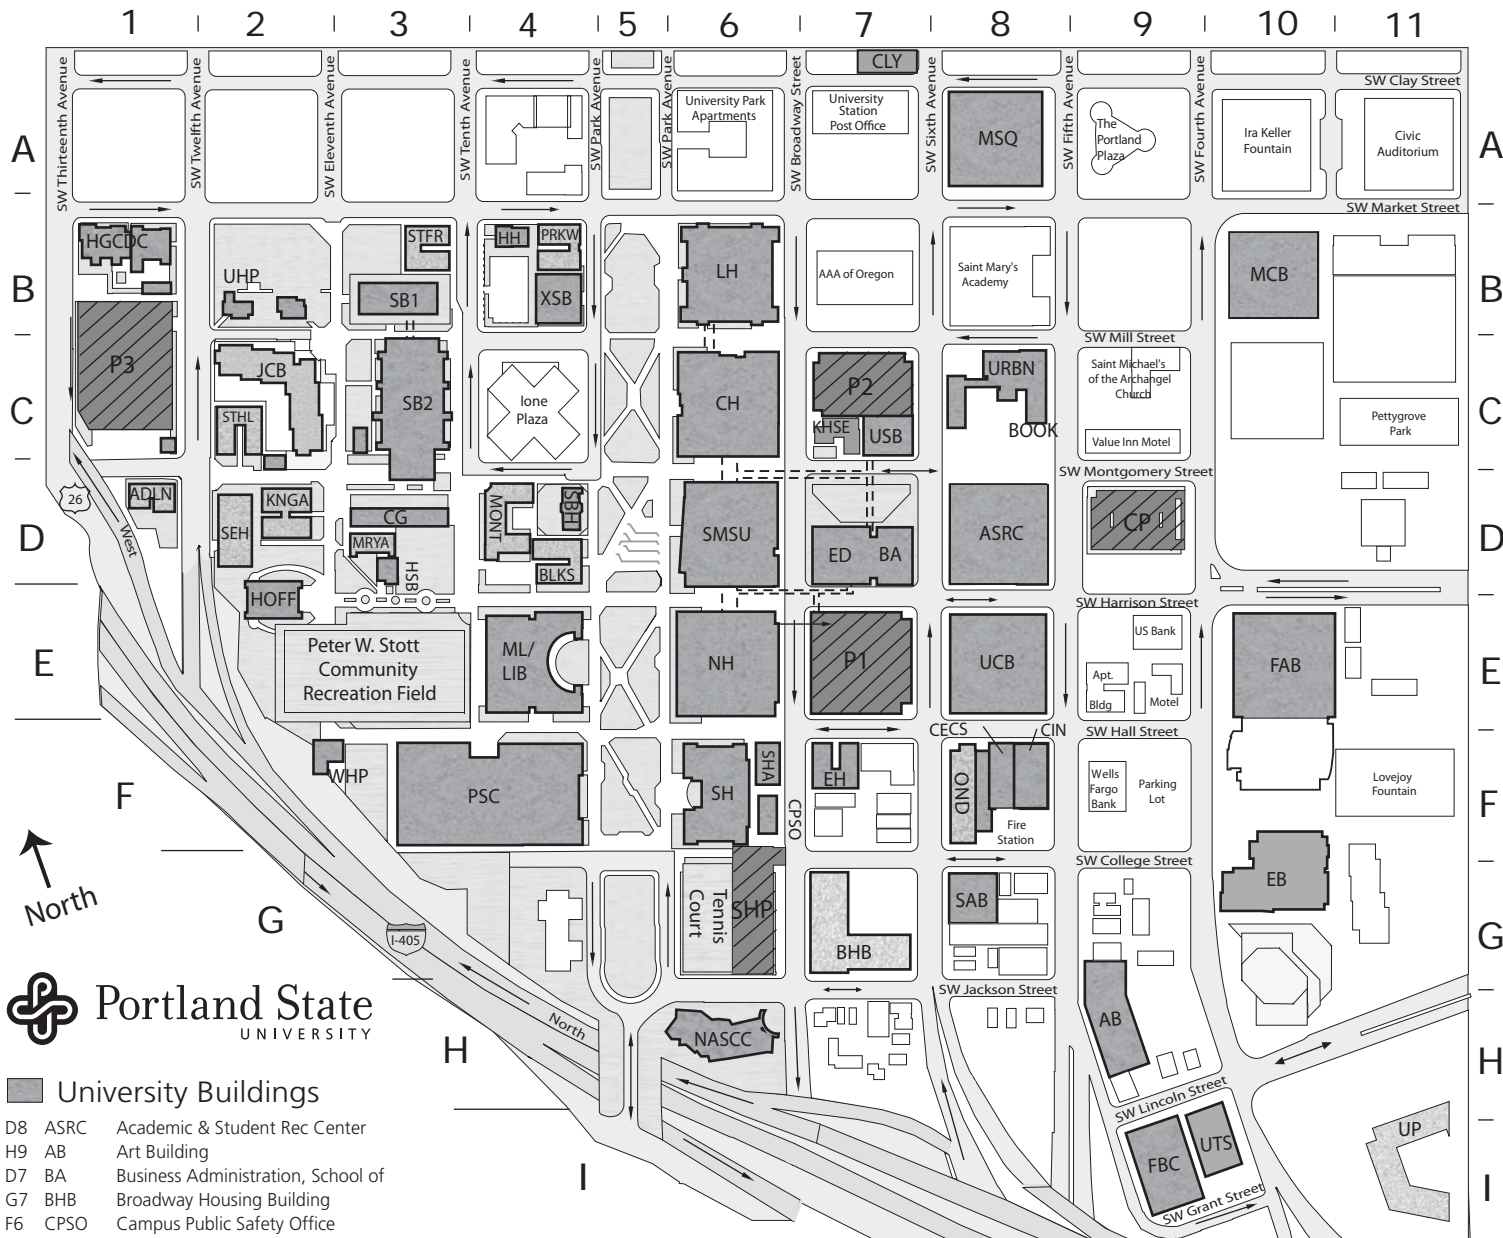 1 2 3 4 5 6 7 8 9 10 11
SW Thirteenth Avenue
SW Twelfth Avenue
SW Eleventh Avenue
SW Tenth Avenue
SW Park Avenue
SW Park Avenue
SW Broadway Street
SW Sixth Avenue
SW Fifth Avenue
SW Fourth Avenue
CLY
SW Clay Street
A
University Park
Apartments
University
Station
Post Office
MSQ
The
Portland
Plaza
Ira Keller
Fountain
Civic
Auditorium
A
SW Market Street
HGCDC
STFR
HH
PRKW
B
UHP
SB1
XSB
LH
AAA of Oregon
Saint Mary's
Academy
MCB
B
SW Mill Street
P3
JCB
C
STHL
SB2
Ione
Plaza
CH
P2
KHSE
USB
URBN
BOOK
Saint Michael's
of the Archangel
Church
Value Inn Motel
Pettygrove
Park
C
SW Montgomery Street
26
West
ADLN
D
SEH
KNGA
CG
MRYA
HSB
MONT
SBH
BLKS
SMSU
ED
BA
ASRC
CP
D
HOFF
SW Harrison Street
E
Peter W. Stott
Community
Recreation Field
ML/
LIB
NH
P1
UCB
US Bank
Apt.
Bldg
Motel
FAB
E
CECS
CIN
SW Hall Street
F
WHP
PSC
SH
SHA
CPSO
EH
OND
Fire
Station
Wells
Fargo
Bank
Parking
Lot
Lovejoy
Fountain
F
SW College Street
North
G
I-405
Tennis
Court
SHP
BHB
SAB
EB
G
SW Jackson Street
Portland State
UNIVERSITY
North
H
NASCC
AB
H
SW Lincoln Street
University Buildings
D8 ASRC Academic & Student Rec Center
H9 AB Art Building
D7 BA Business Administration, School of
G7 BHB Broadway Housing Building
F6 CPSO Campus Public Safety Office
I
FBC
UTS
UP
SW Grant Street
I